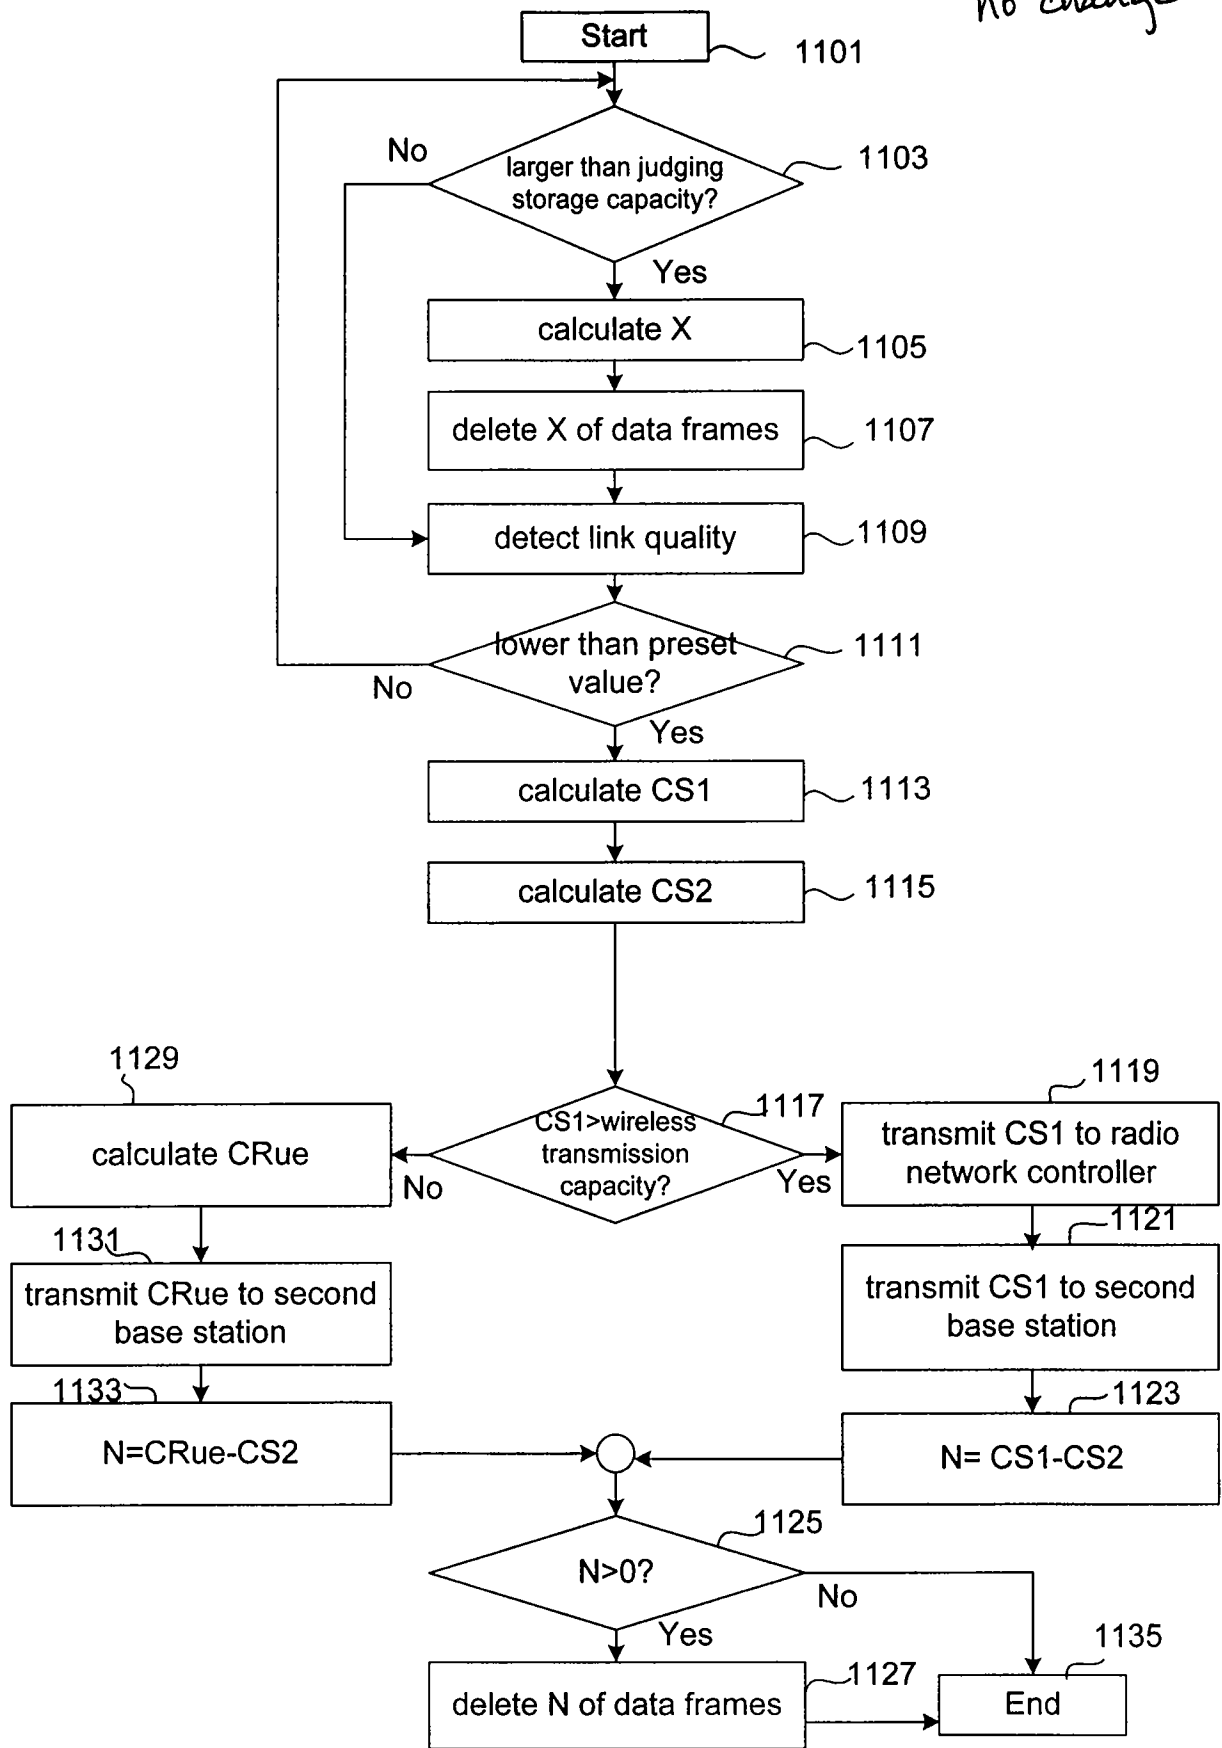 no change
Start
1101
No
larger than judging
storage capacity?
1103
Yes
calculate X
1105
delete X of data frames
1107
detect link quality
1109
lower than preset
value?
1111
No
Yes
calculate CS1
1113
calculate CS2
1115
1129
calculate CRue
CS1>wireless
transmission
capacity?
1117
No
Yes
1119
transmit CS1 to radio
network controller
1131
transmit CRue to second
base station
1121
transmit CS1 to second
base station
1133
N=CRue-CS2
1123
N= CS1-CS2
1125
N>0?
No
Yes
1127
delete N of data frames
1135
End